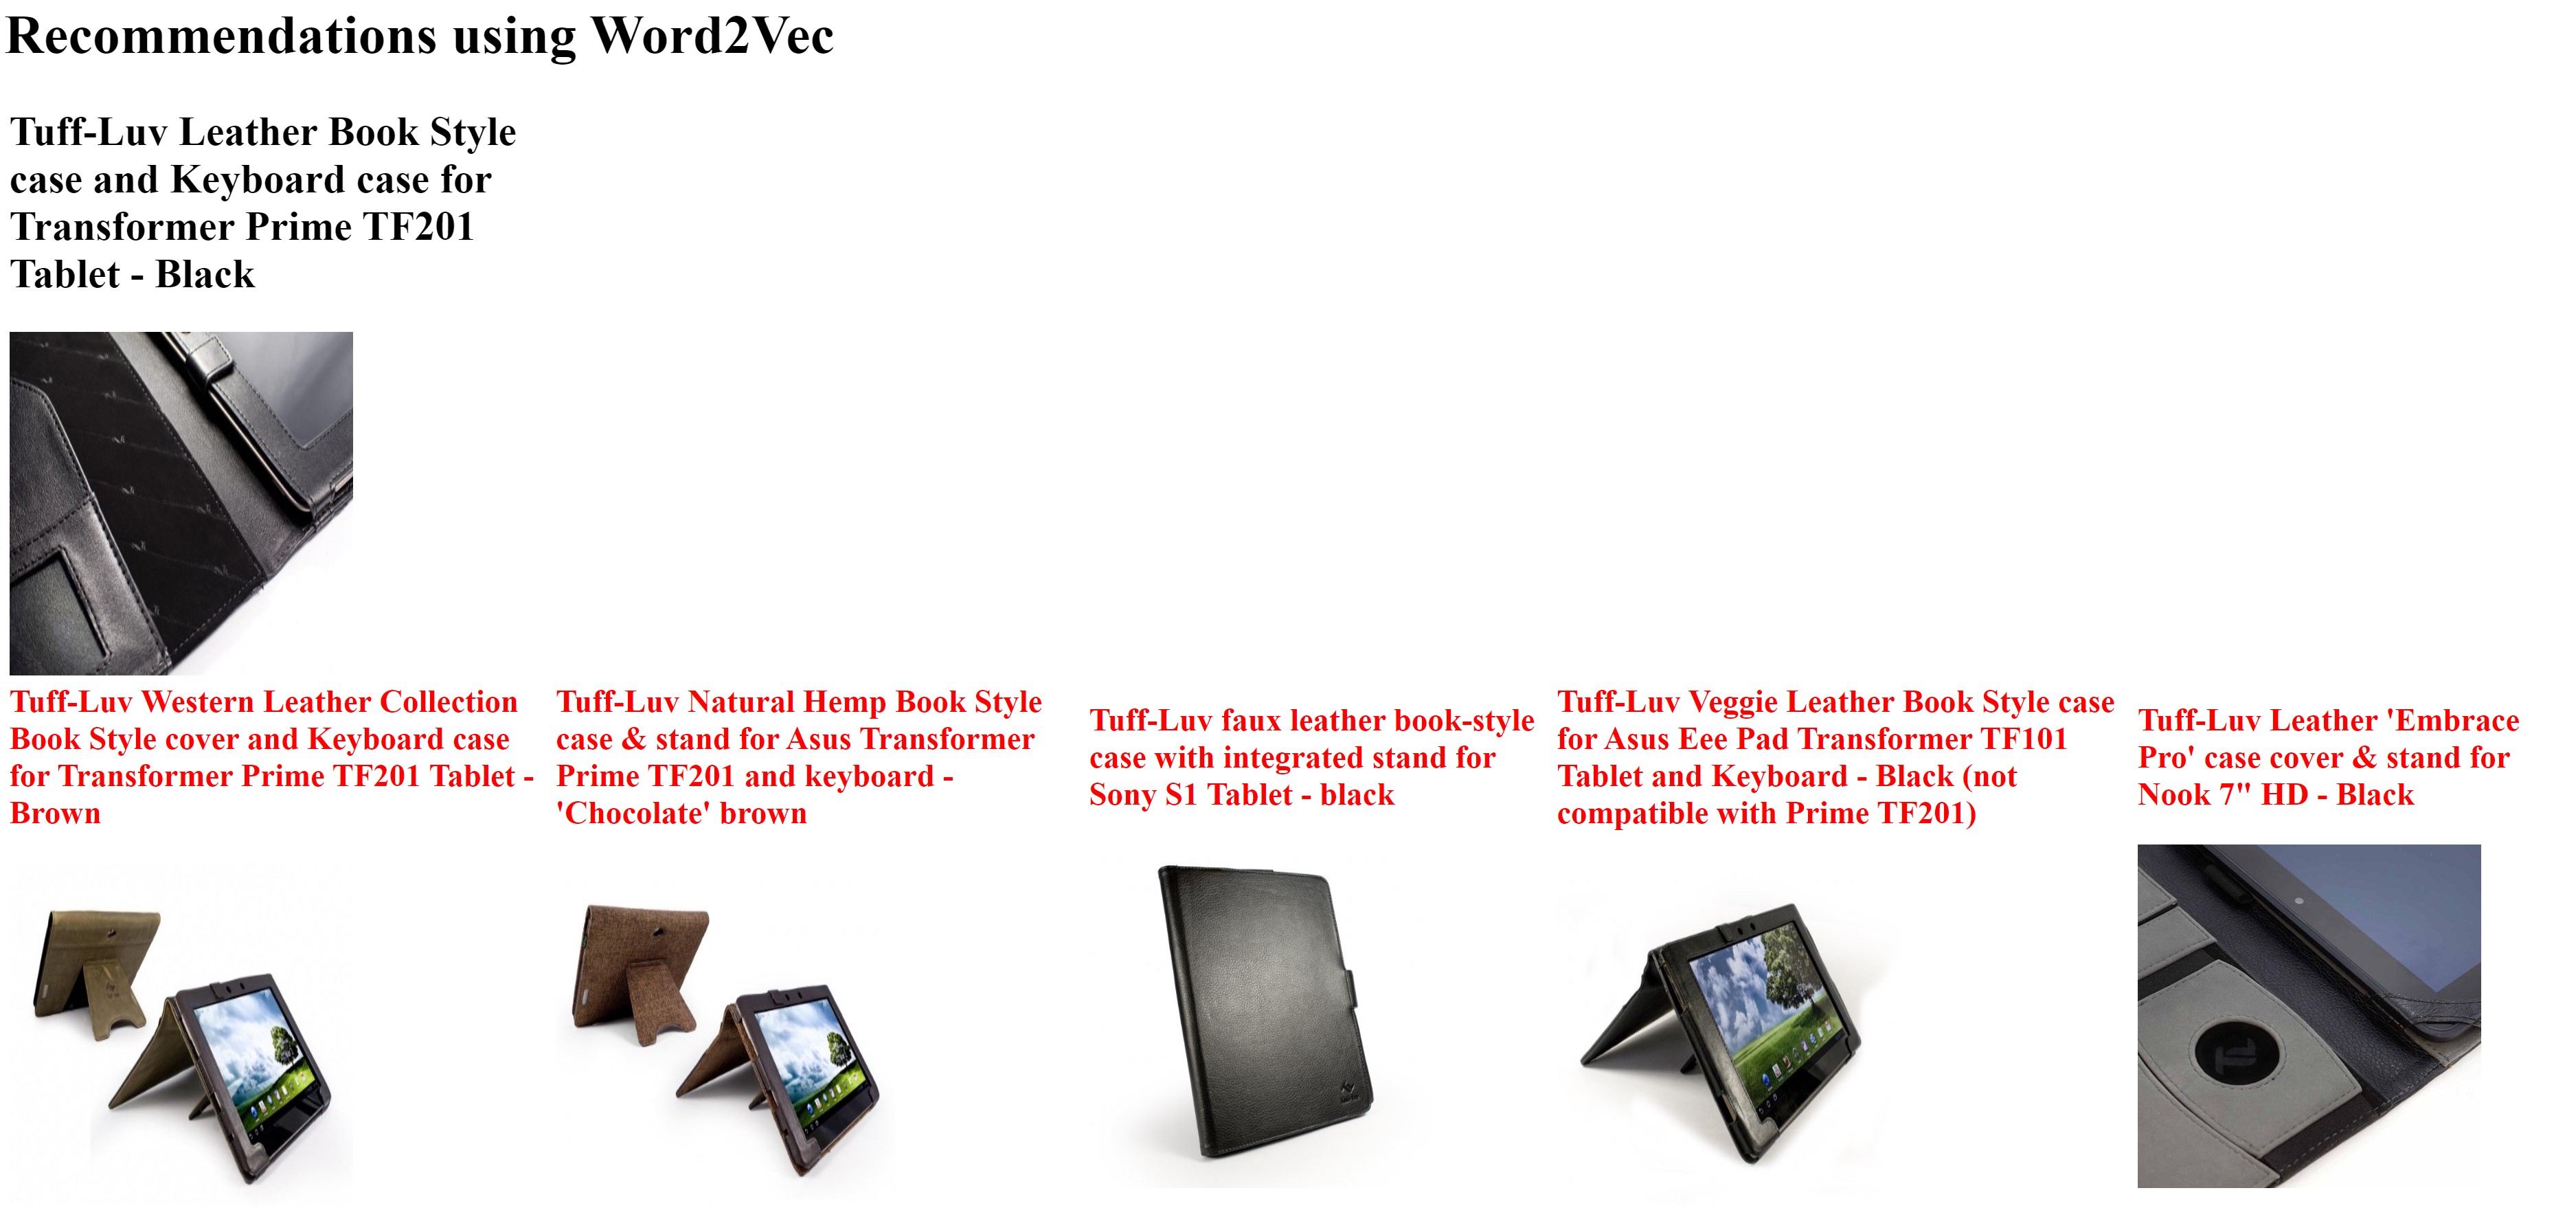 Recommendations using Word2Vec
Tuff-Luv Leather Book Style
case and Keyboard case for
Transformer Prime TF201
Tablet - Black
Tuff-Luv Western Leather Collection
Book Style cover and Keyboard case
for Transformer Prime TF201 Tablet -
Brown
Tuff-Luv Natural Hemp Book Style
case & stand for Asus Transformer
Prime TF201 and keyboard -
'Chocolate' brown
Tuff-Luv faux leather book-style
case with integrated stand for
Sony S1 Tablet - black
Tuff-Luv Veggie Leather Book Style case
for Asus Eee Pad Transformer TF101
Tablet and Keyboard - Black (not
compatible with Prime TF201)
Tuff-Luv Leather 'Embrace
Pro' case cover & stand for
Nook 7" HD - Black
TL